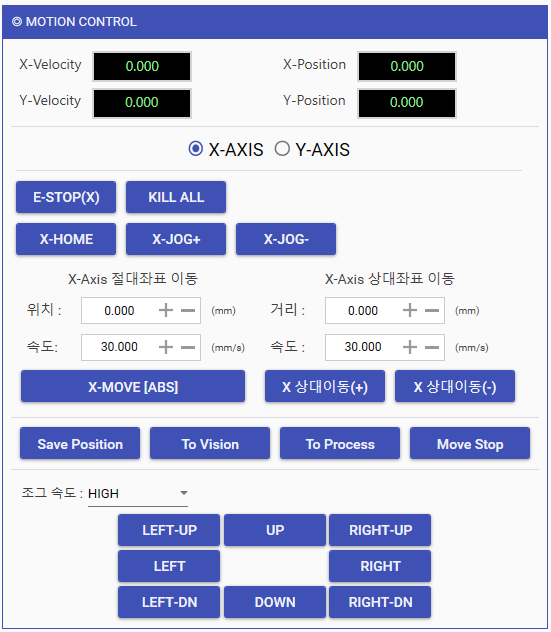 ◎ MOTION CONTROL
X-Velocity 0.000 X-Position 0.000
Y-Velocity 0.000 Y-Position 0.000
X-AXIS Y-AXIS
E-STOP(X) KILL ALL
X-HOME X-JOG+ X-JOG-
X-Axis 절대좌표 이동 X-Axis 상대좌표 이동
위치 : 0.000 (mm) 거리 : 0.000 (mm)
속도: 30.000 (mm/s) 속도 : 30.000 (mm/s)
X-MOVE [ABS] X 상대이동(+) X 상대이동(-)
Save Position To Vision To Process Move Stop
조그 속도 : HIGH
LEFT-UP UP RIGHT-UP
LEFT RIGHT
LEFT-DN DOWN RIGHT-DN